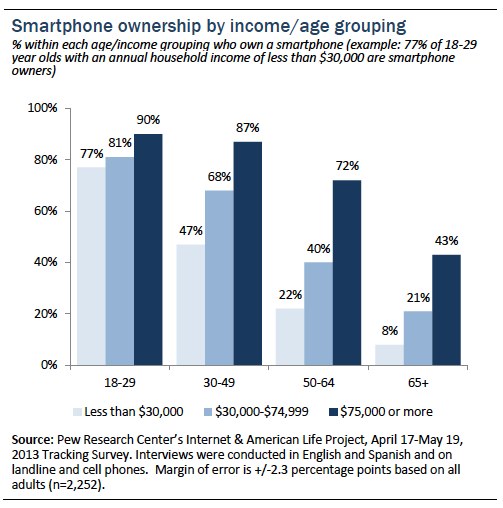 Smartphone ownership by income/age grouping
% within each age/income grouping who own a smartphone (example: 77% of 18-29
year olds with an annual household income of less than $30,000 are smartphone
owners)
100%
80%
60%
40%
20%
0%
77%
81%
90%
47%
68%
87%
22%
40%
72%
8%
21%
43%
18-29
30-49
50-64
65+
Less than $30,000
$30,000-$74,999
$75,000 or more
Source: Pew Research Center's Internet & American Life Project, April 17-May 19,
2013 Tracking Survey. Interviews were conducted in English and Spanish and on
landline and cell phones.  Margin of error is +/-2.3 percentage points based on all
adults (n=2,252).